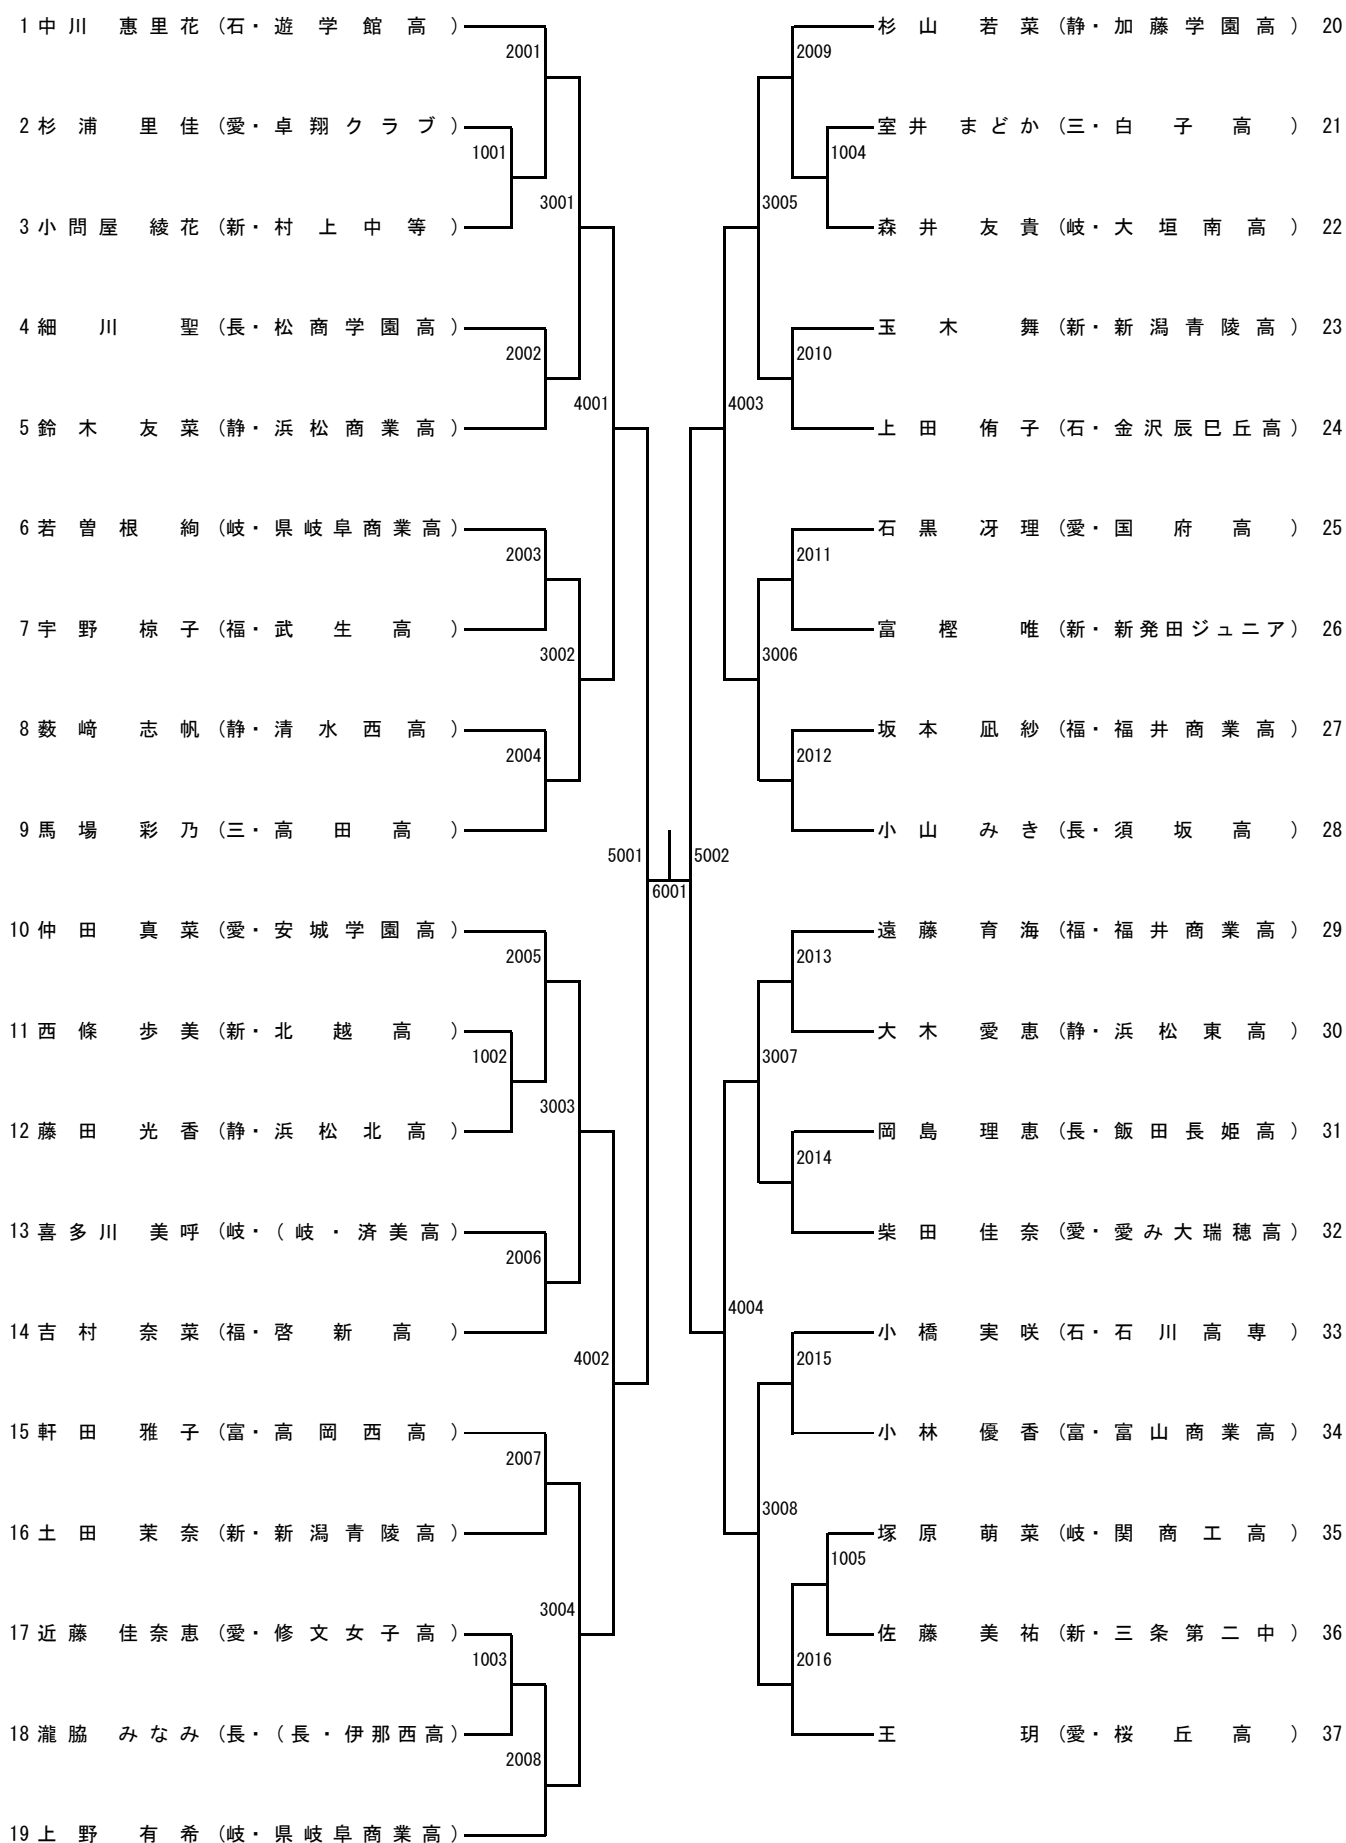 1 中川 惠里花 (石・遊学館高)
2001
2 杉浦 里佳 (愛・卓翔クラブ)
1001
3001
3 小間屋 綾花 (新・村上中等)
4 細川 聖 (長・松商学園高)
2002
4001
5 鈴木 友菜 (静・浜松商業高)
6 若曽根 絢 (岐・県岐阜商業高)
2003
7 宇野 椋子 (福・武生高)
3002
8 薮﨑 志帆 (静・清水西高)
2004
9 馬場 彩乃 (三・高田高)
5001
10 仲田 真菜 (愛・安城学園高)
2005
11 西條 歩美 (新・北越高)
1002
3003
12 藤田 光香 (静・浜松北高)
13 喜多川 美呼 (岐・(岐・済美高)
2006
14 吉村 奈菜 (福・啓新高)
4002
15 軒田 雅子 (富・高岡西高)
2007
16 土田 茉奈 (新・新潟青陵高)
3004
17 近藤 佳奈恵 (愛・修文女子高)
1003
18 瀧脇 みなみ (長・(長・伊那西高)
2008
19 上野 有希 (岐・県岐阜商業高)
6001
杉山 若菜 (静・加藤学園高) 20
2009
室井 まどか (三・白子高) 21
1004
3005
森井 友貴 (岐・大垣南高) 22
玉木 舞 (新・新潟青陵高) 23
2010
4003
上田 侑子 (石・金沢辰巳丘高) 24
石黒 冴理 (愛・国府高) 25
2011
富樫 唯 (新・新発田ジュニア) 26
3006
坂本 凪紗 (福・福井商業高) 27
2012
小山 みき (長・須坂高) 28
5002
遠藤 育海 (福・福井商業高) 29
2013
大木 愛恵 (静・浜松東高) 30
3007
岡島 理恵 (長・飯田長姫高) 31
2014
柴田 佳奈 (愛・愛み大瑞穂高) 32
4004
小橋 実咲 (石・石川高専) 33
2015
小林 優香 (富・富山商業高) 34
3008
塚原 萌菜 (岐・関商工高) 35
1005
佐藤 美祐 (新・三条第二中) 36
2016
王 玥 (愛・桜丘高) 37